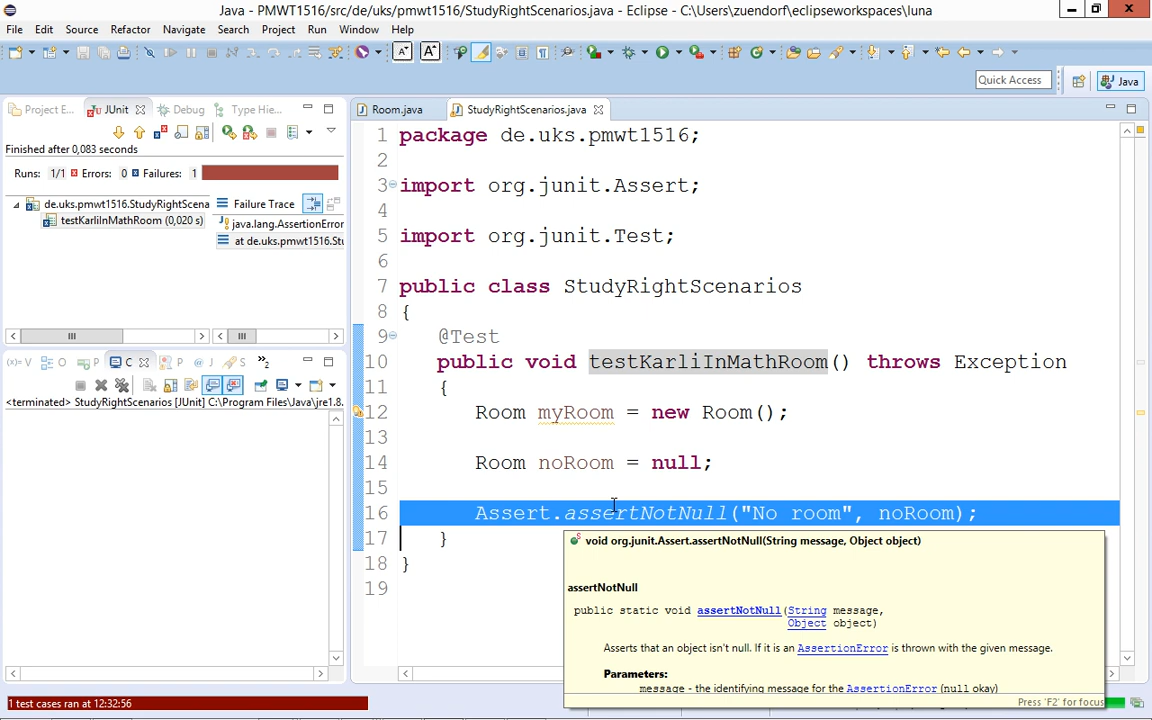 Java - PMWT1516/src/de/uks/pmwt1516/StudyRightScenarios.java - Eclipse - C:\Users\zuendorf\eclipseworkspaces\luna
File Edit Source Refactor Navigate Search Project Run Window Help
Quick Access
Java
Project E... JUnit Debug Type Hie...
Finished after 0,083 seconds
Runs: 1/1 Errors: 0 Failures: 1
de.uks.pmwt1516.StudyRightScena
testKarliInMathRoom (0,020 s)
Failure Trace
java.lang.AssertionError
at de.uks.pmwt1516.Stu
(x)= V O P C P @ J S »2
<terminated> StudyRightScenarios [JUnit] C:\Program Files\Java\jre1.8.
Room.java StudyRightScenarios.java
1 package de.uks.pmwt1516;
2
3 import org.junit.Assert;
4
5 import org.junit.Test;
6
7 public class StudyRightScenarios
8 {
9 @Test
10 public void testKarliInMathRoom() throws Exception
11 {
12 Room myRoom = new Room();
13
14 Room noRoom = null;
15
16 Assert.assertNotNull("No room", noRoom);
17 }
18 }
19
void org.junit.Assert.assertNotNull(String message, Object object)
assertNotNull
public static void assertNotNull(String message,
Object object)
Asserts that an object isn't null. If it is an AssertionError is thrown with the given message.
Parameters:
message - the identifying message for the AssertionError (null okay)
Press 'F2' for focus
1 test cases ran at 12:32:56